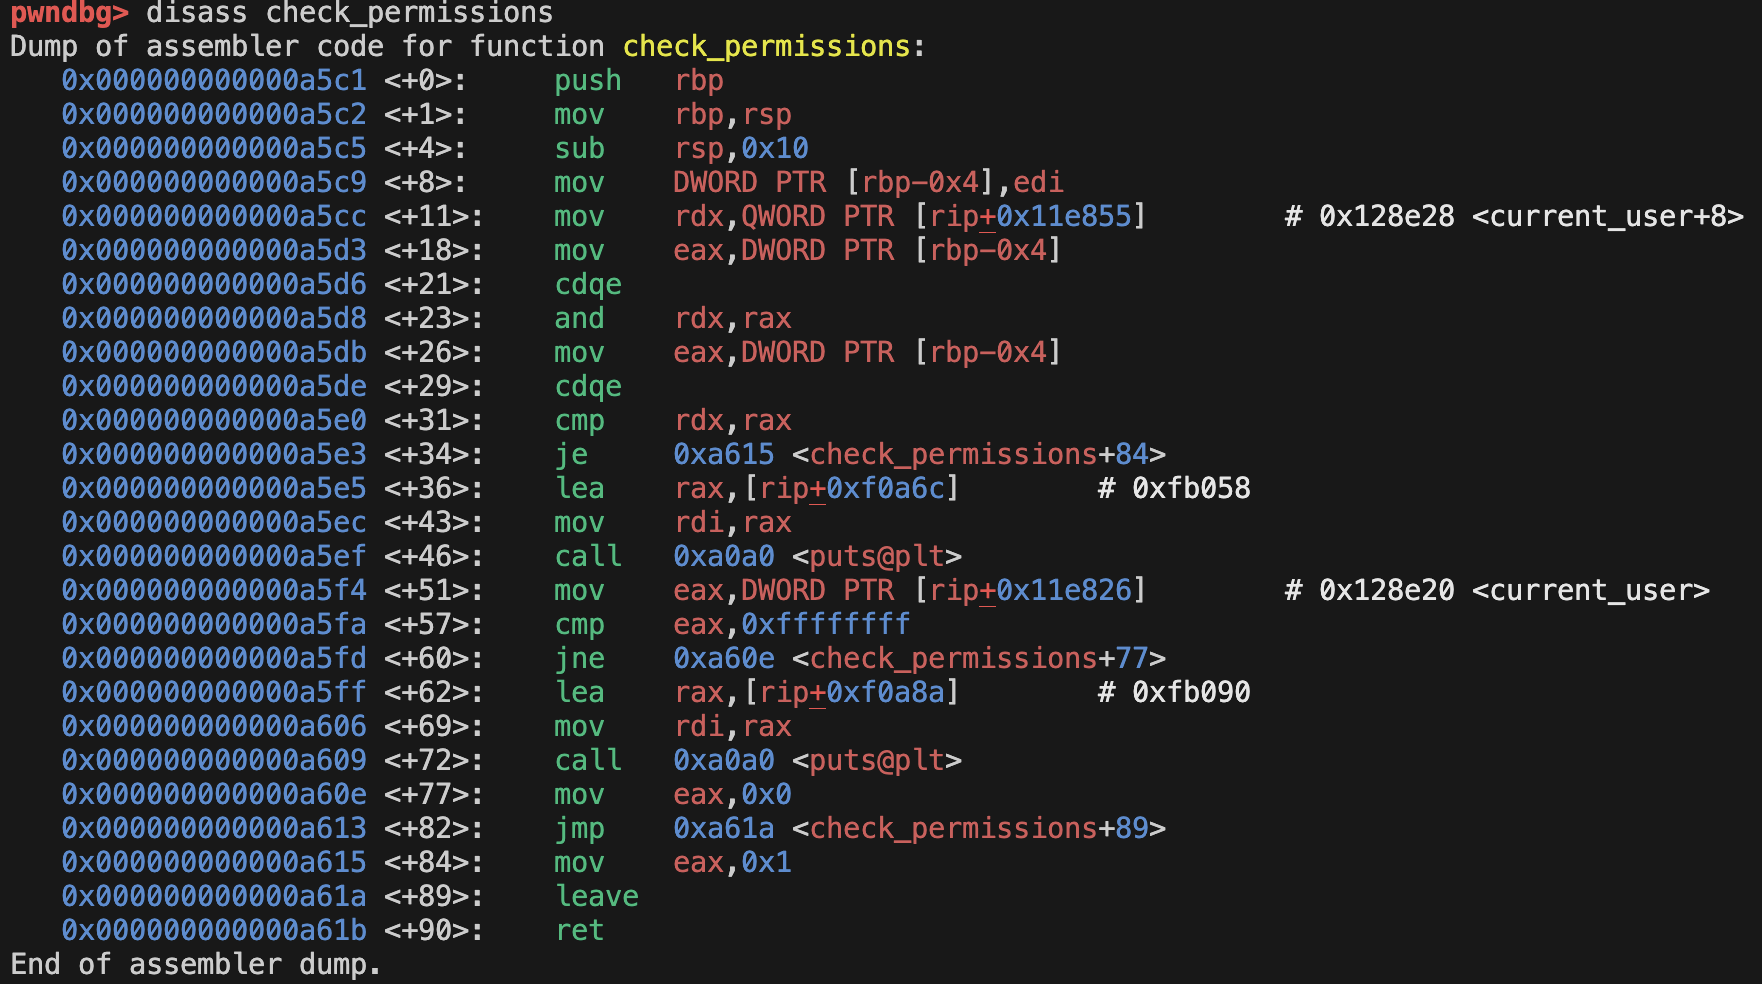 pwndbg> disass check_permissions
Dump of assembler code for function check_permissions:
   0x000000000000a5c1 <+0>:     push   rbp
   0x000000000000a5c2 <+1>:     mov    rbp,rsp
   0x000000000000a5c5 <+4>:     sub    rsp,0x10
   0x000000000000a5c9 <+8>:     mov    DWORD PTR [rbp-0x4],edi
   0x000000000000a5cc <+11>:    mov    rdx,QWORD PTR [rip+0x11e855]        # 0x128e28 <current_user+8>
   0x000000000000a5d3 <+18>:    mov    eax,DWORD PTR [rbp-0x4]
   0x000000000000a5d6 <+21>:    cdqe
   0x000000000000a5d8 <+23>:    and    rdx,rax
   0x000000000000a5db <+26>:    mov    eax,DWORD PTR [rbp-0x4]
   0x000000000000a5de <+29>:    cdqe
   0x000000000000a5e0 <+31>:    cmp    rdx,rax
   0x000000000000a5e3 <+34>:    je     0xa615 <check_permissions+84>
   0x000000000000a5e5 <+36>:    lea    rax,[rip+0xf0a6c]        # 0xfb058
   0x000000000000a5ec <+43>:    mov    rdi,rax
   0x000000000000a5ef <+46>:    call   0xa0a0 <puts@plt>
   0x000000000000a5f4 <+51>:    mov    eax,DWORD PTR [rip+0x11e826]        # 0x128e20 <current_user>
   0x000000000000a5fa <+57>:    cmp    eax,0xffffffff
   0x000000000000a5fd <+60>:    jne    0xa60e <check_permissions+77>
   0x000000000000a5ff <+62>:    lea    rax,[rip+0xf0a8a]        # 0xfb090
   0x000000000000a606 <+69>:    mov    rdi,rax
   0x000000000000a609 <+72>:    call   0xa0a0 <puts@plt>
   0x000000000000a60e <+77>:    mov    eax,0x0
   0x000000000000a613 <+82>:    jmp    0xa61a <check_permissions+89>
   0x000000000000a615 <+84>:    mov    eax,0x1
   0x000000000000a61a <+89>:    leave
   0x000000000000a61b <+90>:    ret
End of assembler dump.